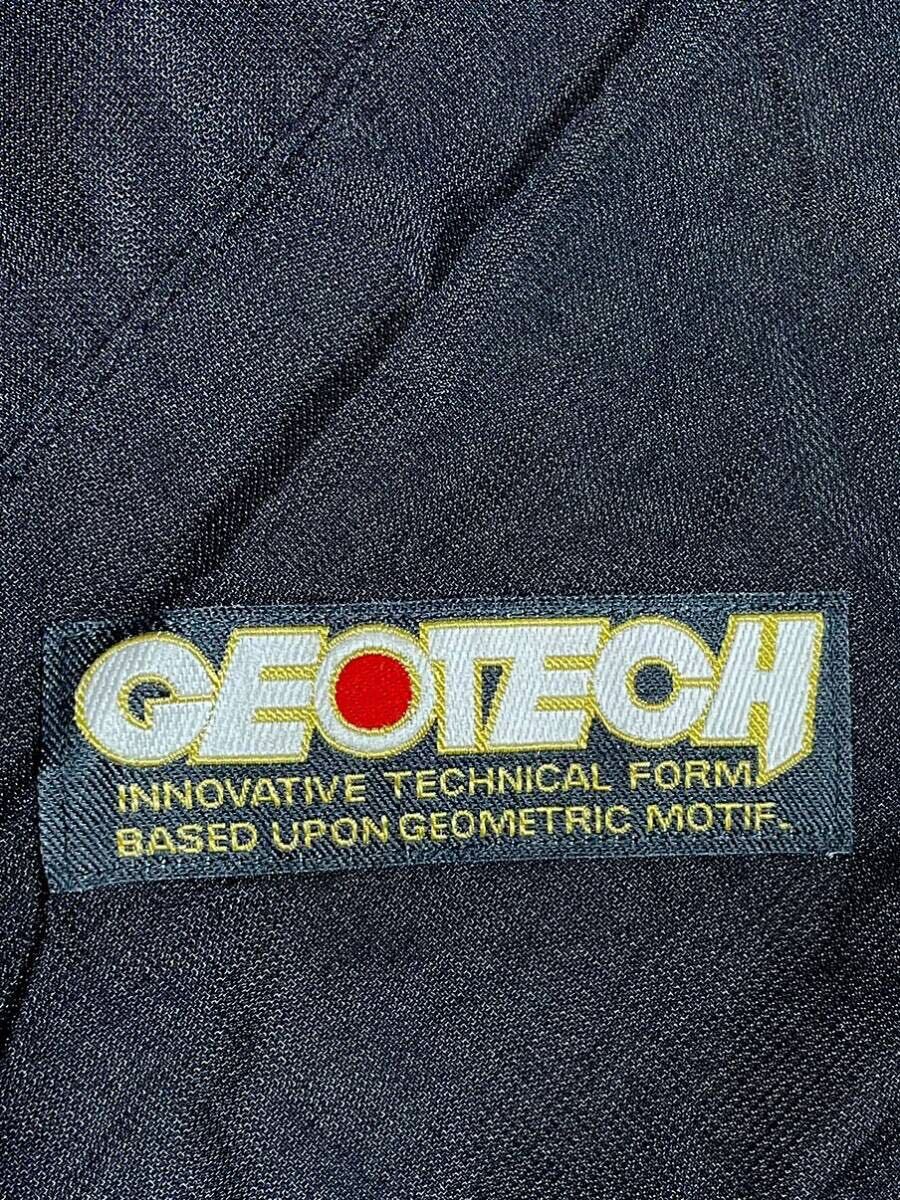 GEOTECH
INNOVATIVE TECHNICAL FORM.
BASED UPON GEOMETRIC MOTIF.